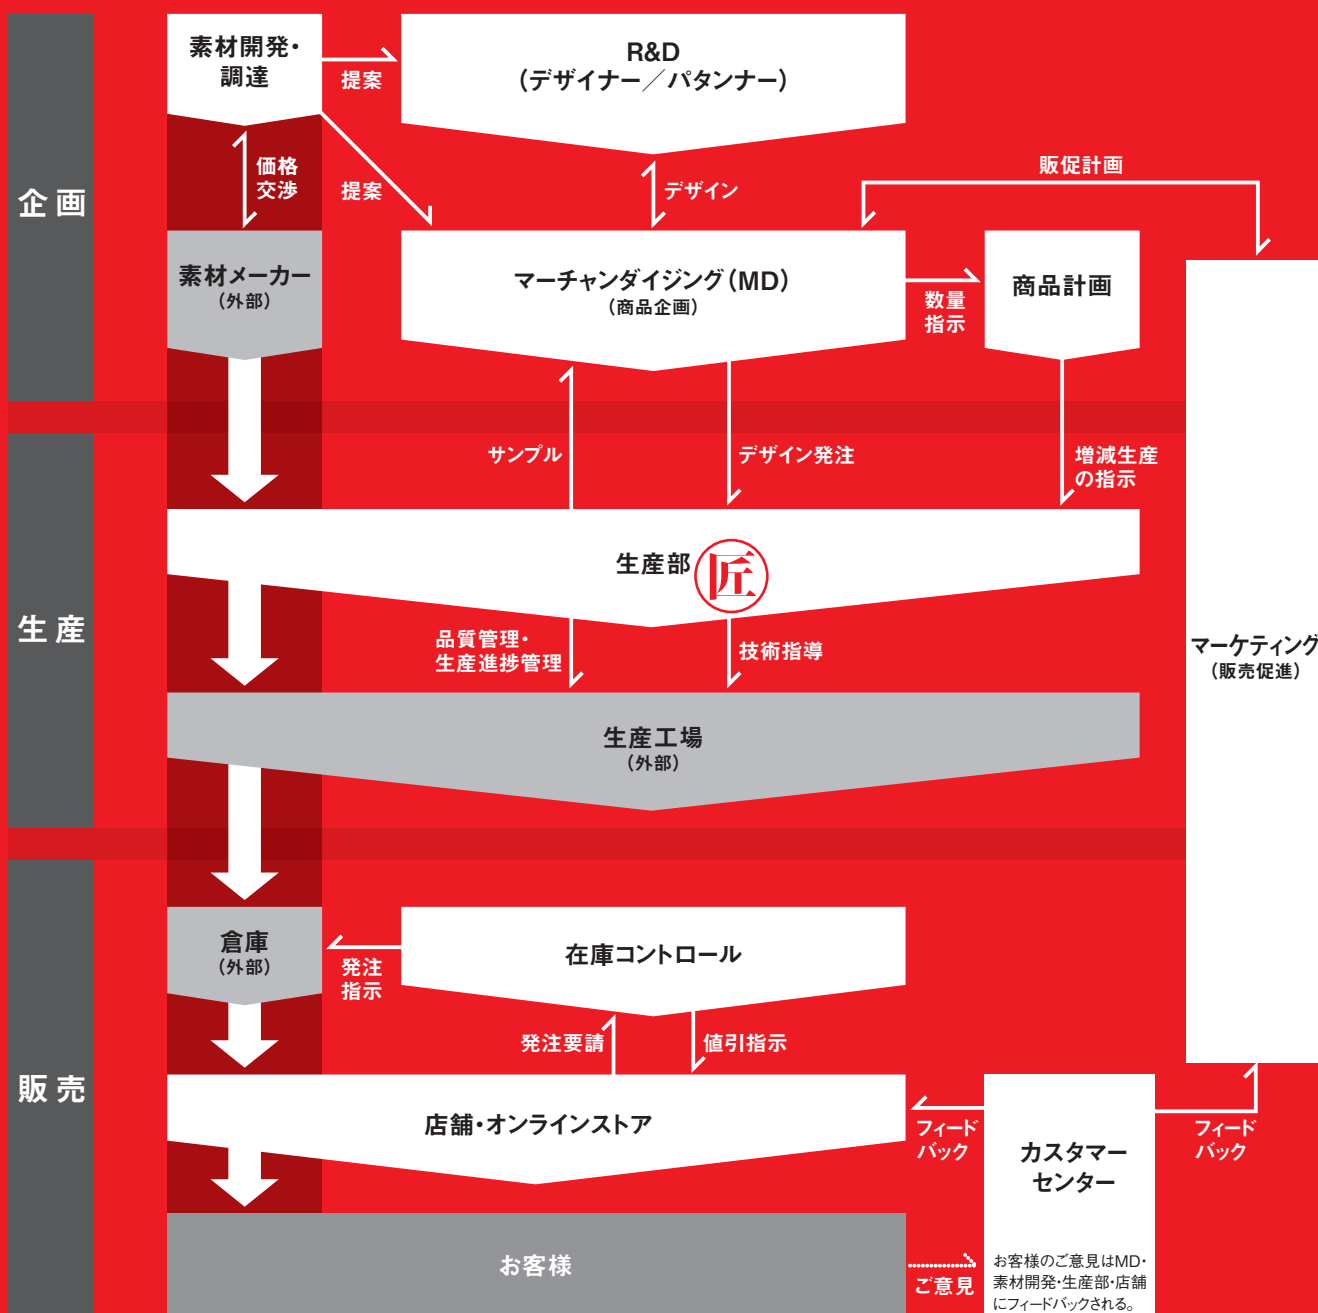 企画
素材開発・
調達
提案
R&D
（デザイナー／パタンナー）
価格
交渉
提案
デザイン
販促計画
素材メーカー
（外部）
マーチャンダイジング（MD）
（商品企画）
数量
指示
商品計画
生産
サンプル
デザイン発注
増減生産
の指示
生産部
匠
品質管理・
生産進捗管理
技術指導
マーケティング
（販売促進）
生産工場
（外部）
販売
倉庫
（外部）
発注
指示
在庫コントロール
発注要請
値引指示
店舗・オンラインストア
フィード
バック
カスタマー
センター
フィード
バック
お客様
ご意見
お客様のご意見はMD・
素材開発・生産部・店舗
にフィードバックされる。